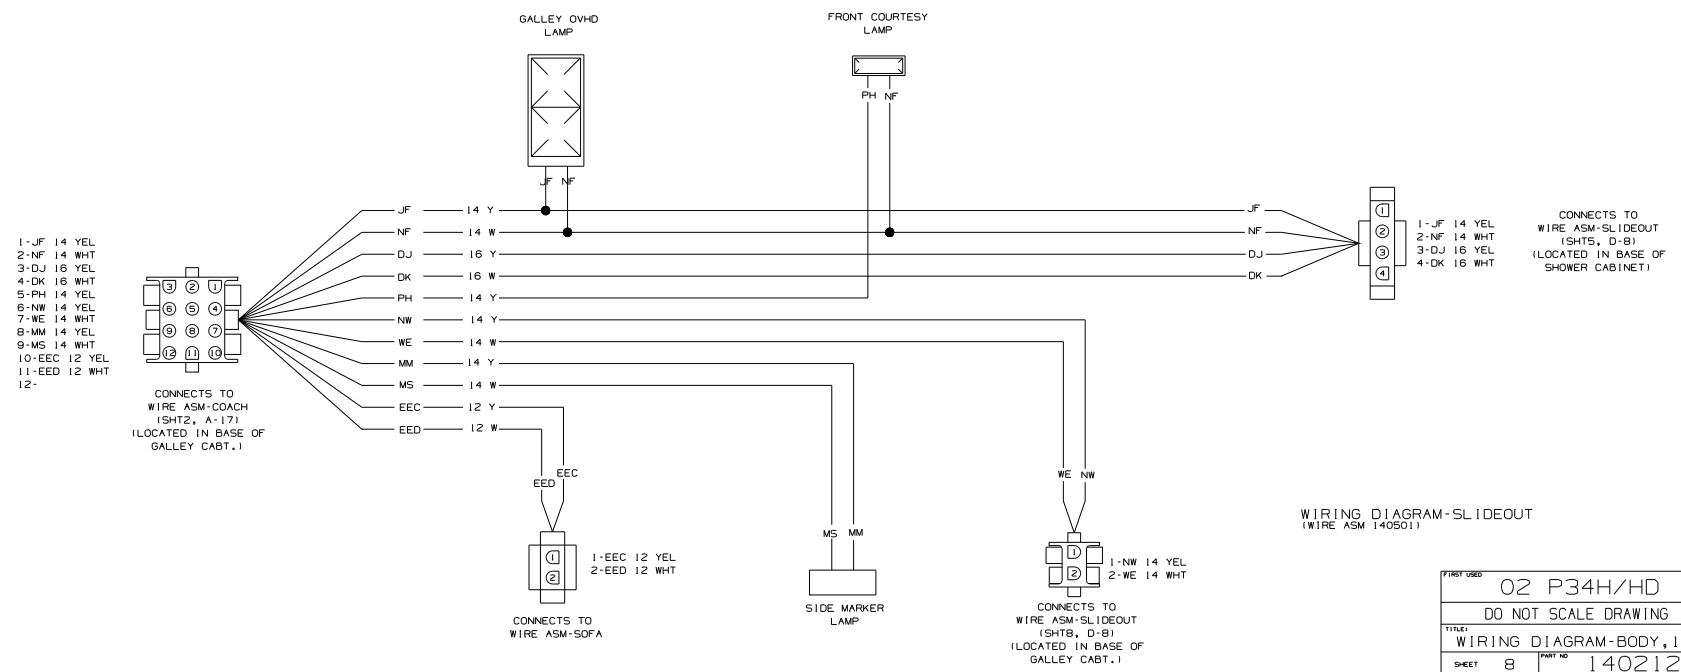 GALLEY OVHD
LAMP
FRONT COURTESY
LAMP
PH NF
JF NF
JF 14 Y JF
NF 14 W NF
DJ 16 Y DJ
DK 16 W DK
PH 14 Y
NW 14 Y
WE 14 W
MM 14 Y
MS 14 W
EEC 12 Y
EED 12 W
1-JF 14 YEL
2-NF 14 WHT
3-DJ 16 YEL
4-DK 16 WHT
5-PH 14 YEL
6-NW 14 YEL
7-WE 14 WHT
8-MM 14 YEL
9-MS 14 WHT
10-EEC 12 YEL
11-EED 12 WHT
12-
3 2 1
6 5 4
9 8 7
12 11 10
CONNECTS TO
WIRE ASM-COACH
(SHT2, A-17)
(LOCATED IN BASE OF
GALLEY CABT.)
1
2
3
4
1-JF 14 YEL
2-NF 14 WHT
3-DJ 16 YEL
4-DK 16 WHT
CONNECTS TO
WIRE ASM-SLIDEOUT
(SHT5, D-8)
(LOCATED IN BASE OF
SHOWER CABINET)
EEC
EED
1
2
1-EEC 12 YEL
2-EED 12 WHT
CONNECTS TO
WIRE ASM-SOFA
MS MM
SIDE MARKER
LAMP
WE NW
1
2
1-NW 14 YEL
2-WE 14 WHT
CONNECTS TO
WIRE ASM-SLIDEOUT
(SHT8, D-8)
(LOCATED IN BASE OF
GALLEY CABT.)
WIRING DIAGRAM-SLIDEOUT
(WIRE ASM 140501)
FIRST USED
02 P34H/HD
DO NOT SCALE DRAWING
TITLE:
WIRING DIAGRAM-BODY,1
SHEET 8 PART NO 140212